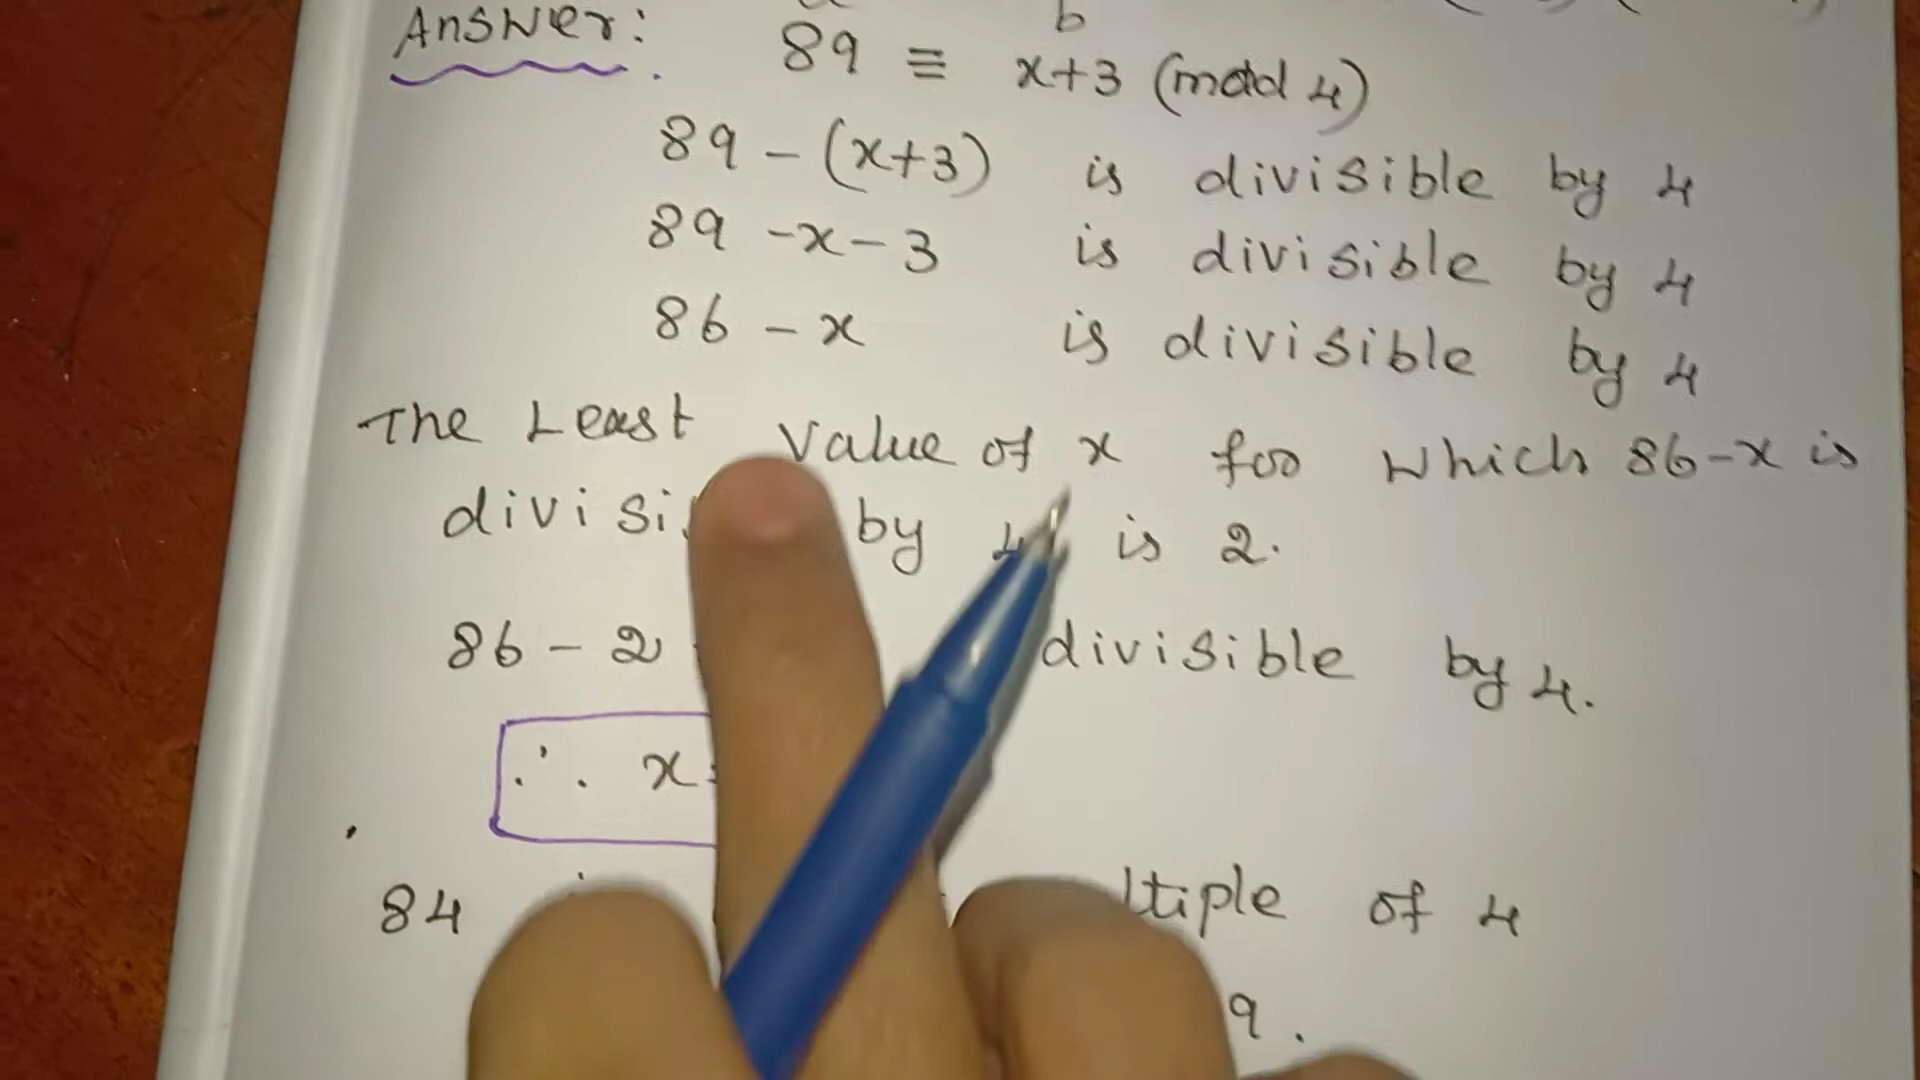 b
Answer: 89 ≡ x+3 (mod 4)
89 - (x+3) is divisible by 4
89 -x-3 is divisible by 4
86 - x is divisible by 4
The Least Value of x for which 86-x is
by 4 is 2.
86 - 2 divisible by 4.
∴ x
84 of 4
9.